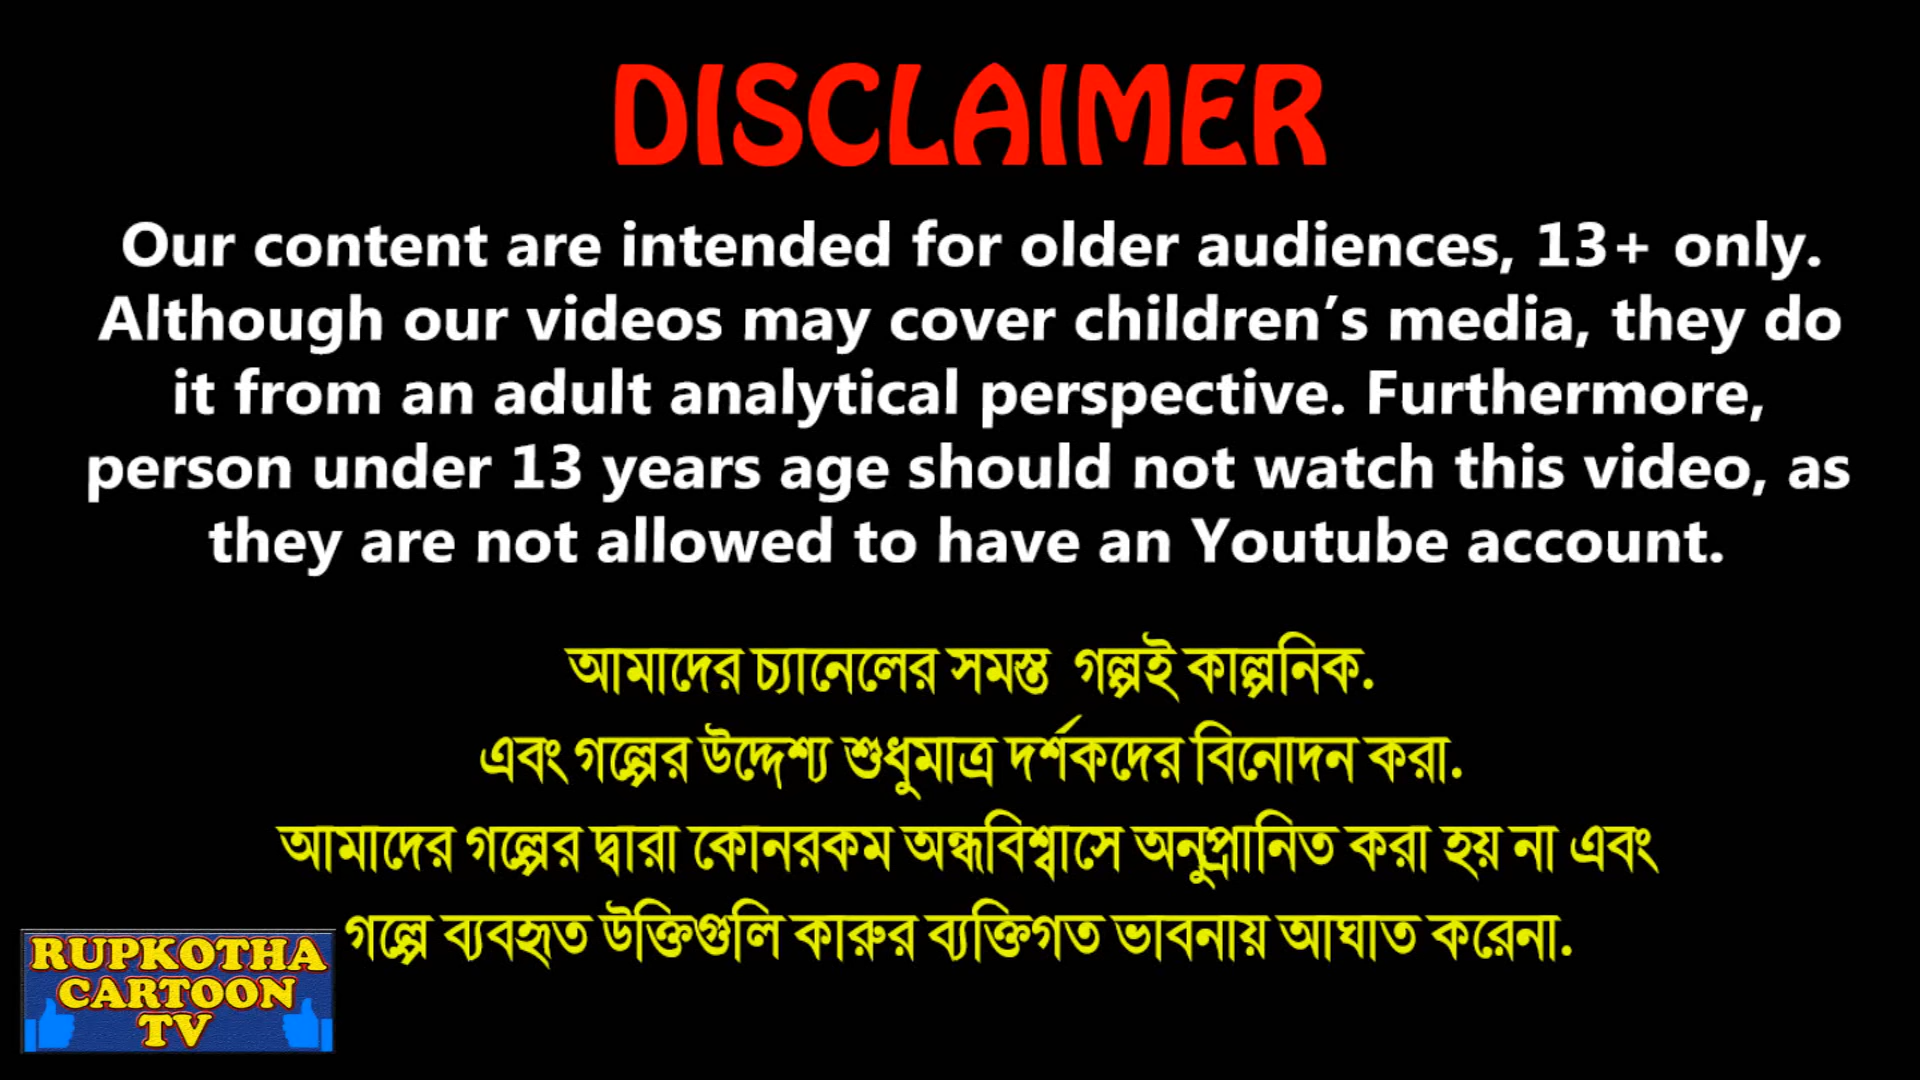 DISCLAIMER
Our content are intended for older audiences, 13+ only.
Although our videos may cover children’s media, they do
it from an adult analytical perspective. Furthermore,
person under 13 years age should not watch this video, as
they are not allowed to have an Youtube account.
আমাদের চ্যানেলের সমস্ত গল্পই কাল্পনিক.
এবং গল্পের উদ্দেশ্য শুধুমাত্র দর্শকদের বিনোদন করা.
আমাদের গল্পের দ্বারা কোনরকম অন্ধবিশ্বাসে অনুপ্রানিত করা হয় না এবং
গল্পে ব্যবহৃত উক্তিগুলি কারুর ব্যক্তিগত ভাবনায় আঘাত করেনা.
RUPKOTHA
CARTOON
TV